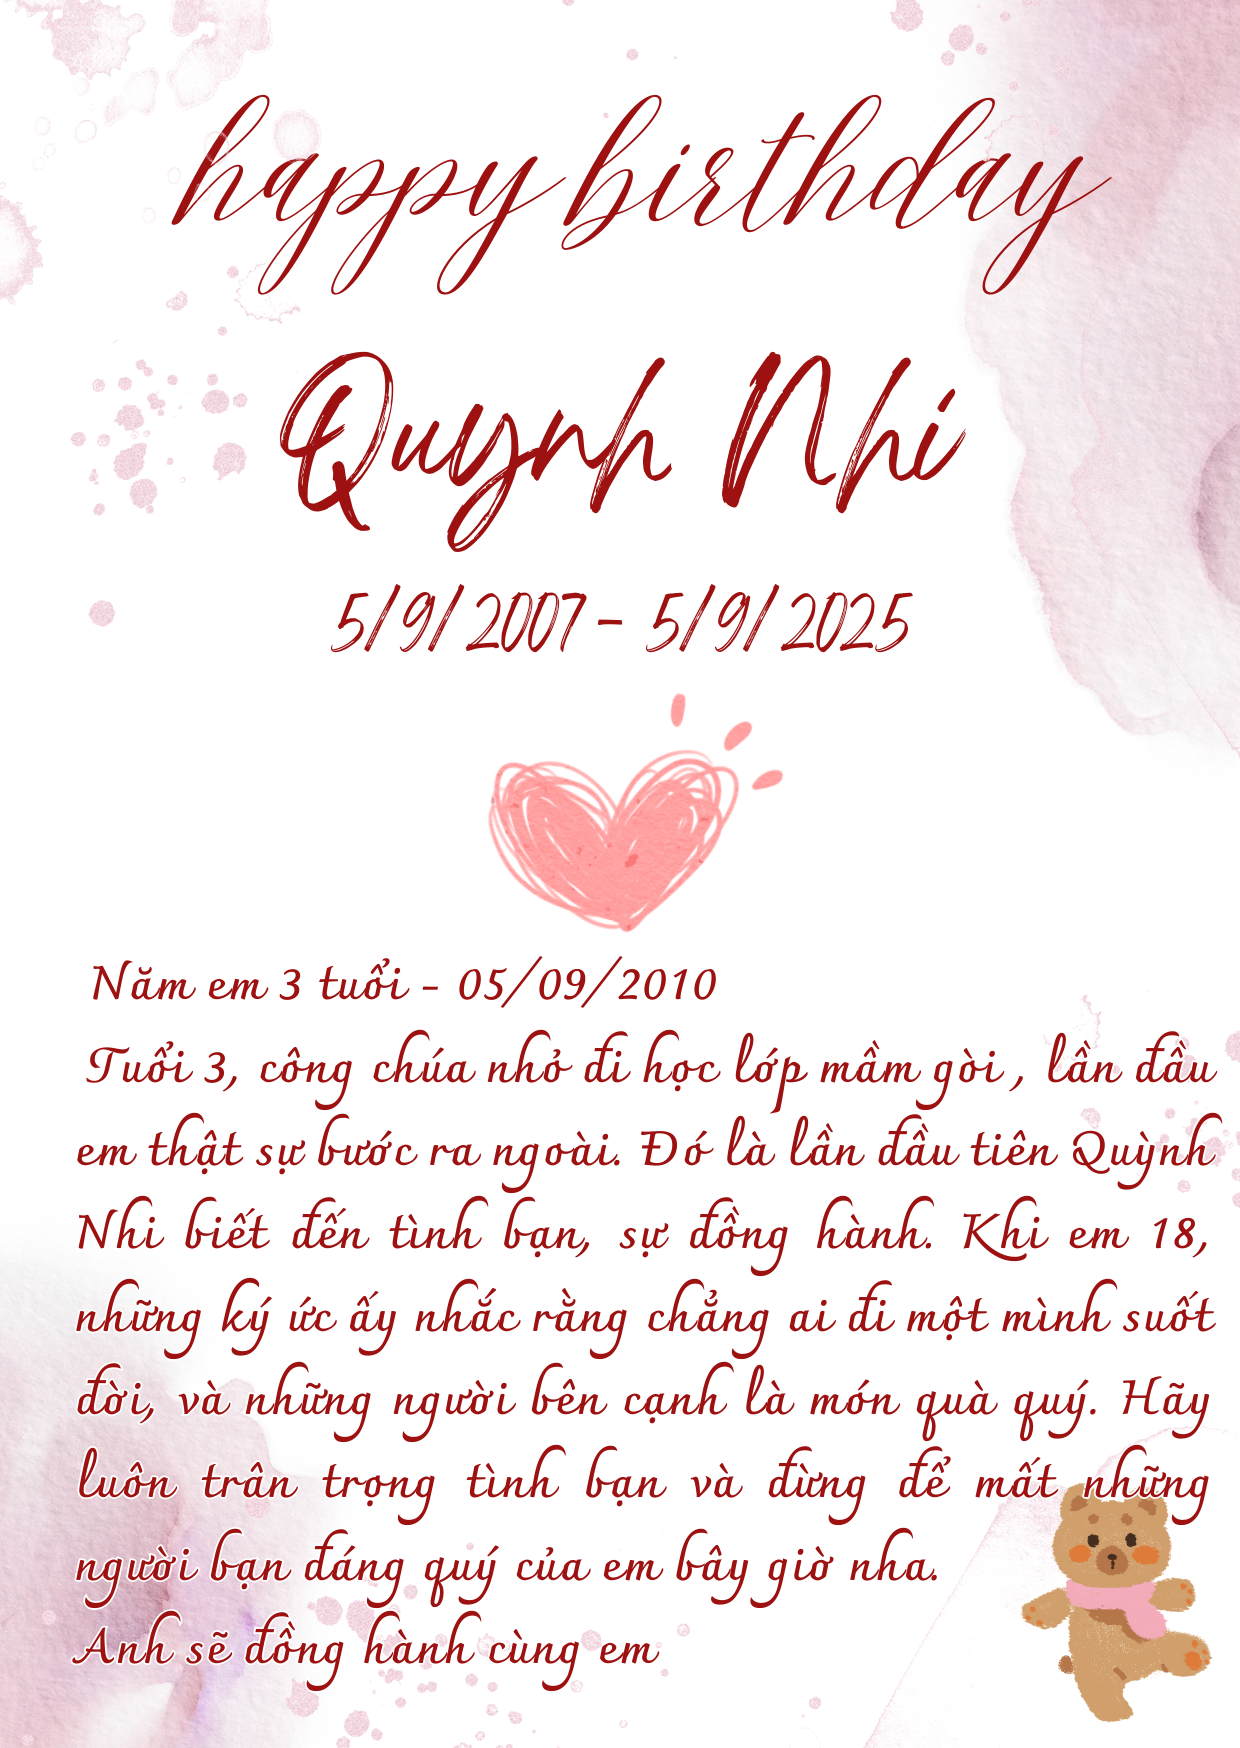 happy birthday
Quynh Nhi
5/9/2007 - 5/9/2025
Năm em 3 tuổi - 05/09/2010
Tuổi 3, công chúa nhỏ đi học lớp mầm gòi , lần đầu
em thật sự bước ra ngoài. Đó là lần đầu tiên Quỳnh
Nhi biết đến tình bạn, sự đồng hành. Khi em 18,
những ký ức ấy nhắc rằng chẳng ai đi một mình suốt
đời, và những người bên cạnh là món quà quý. Hãy
luôn trân trọng tình bạn và đừng để mất những
người bạn đáng quý của em bây giờ nha.
Anh sẽ đồng hành cùng em